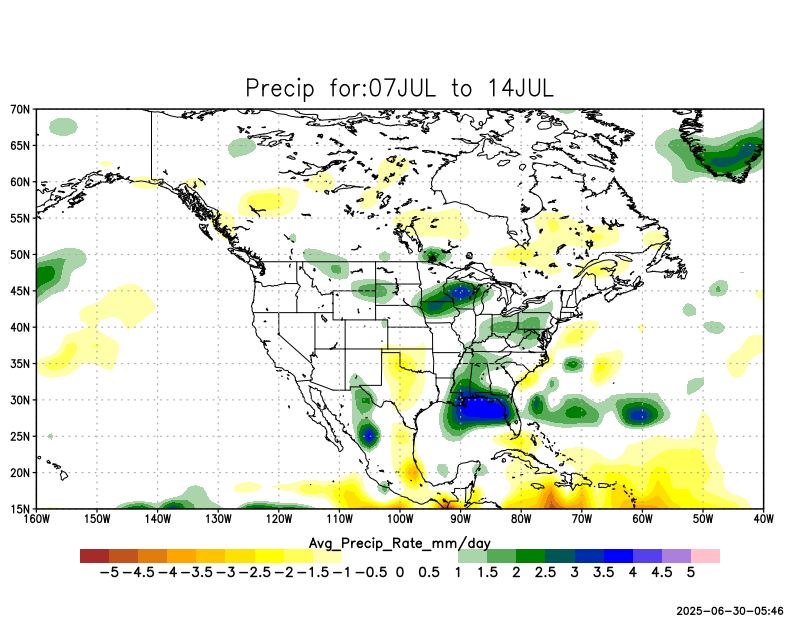 Precip for:07JUL to 14JUL
70N
65N
60N
55N
50N
45N
40N
35N
30N
25N
20N
15N
160W 150W 140W 130W 120W 110W 100W 90W 80W 70W 60W 50W 40W
Avg_Precip_Rate_mm/day
-5 -4.5 -4 -3.5 -3 -2.5 -2 -1.5 -1 -0.5 0 0.5 1 1.5 2 2.5 3 3.5 4 4.5 5
2025-06-30-05:46